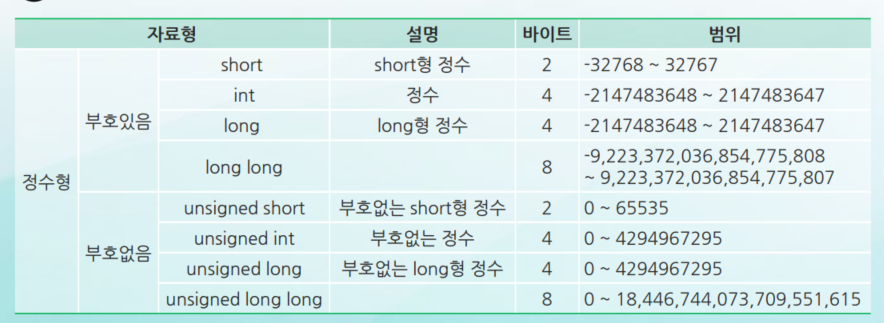 자료형 설명 바이트 범위
정수형
부호있음
short short형 정수 2 -32768 ~ 32767
int 정수 4 -2147483648 ~ 2147483647
long long형 정수 4 -2147483648 ~ 2147483647
long long 8 -9,223,372,036,854,775,808
~ 9,223,372,036,854,775,807
부호없음
unsigned short 부호없는 short형 정수 2 0 ~ 65535
unsigned int 부호없는 정수 4 0 ~ 4294967295
unsigned long 부호없는 long형 정수 4 0 ~ 4294967295
unsigned long long 8 0 ~ 18,446,744,073,709,551,615